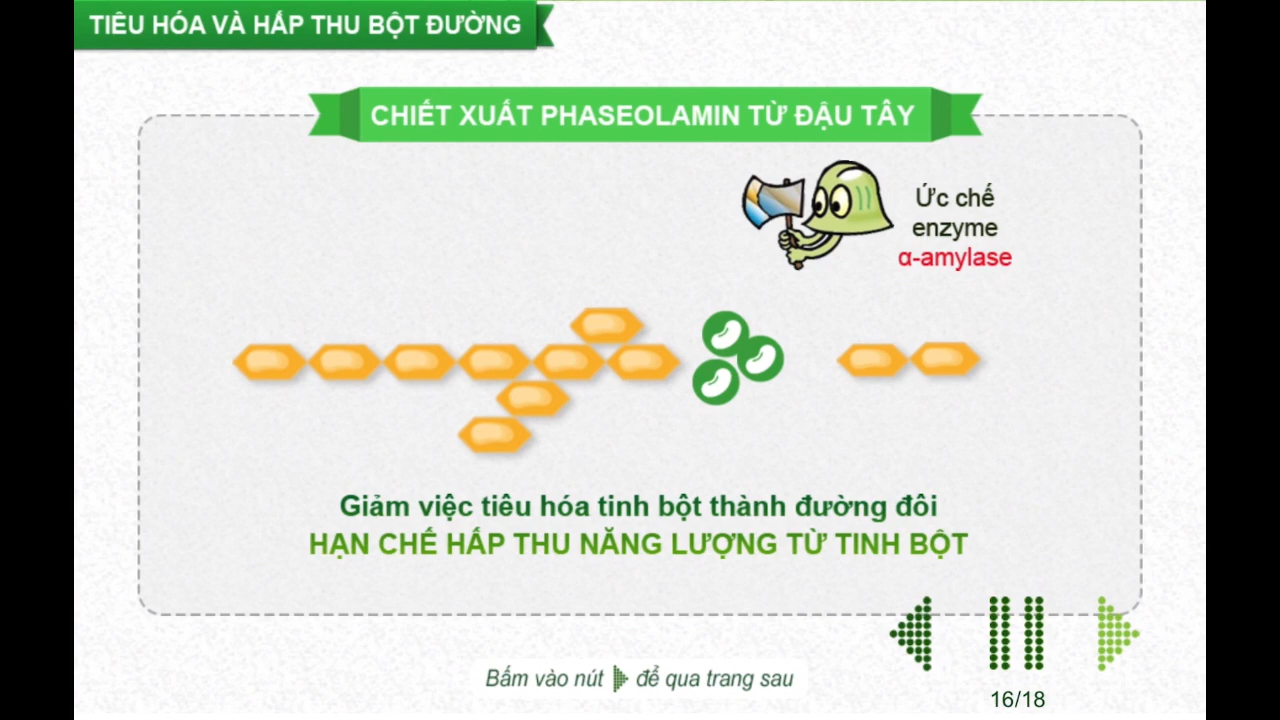 TIÊU HÓA VÀ HẤP THU BỘT ĐƯỜNG
CHIẾT XUẤT PHASEOLAMIN TỪ ĐẬU TÂY
Ức chế
enzyme
α-amylase
Giảm việc tiêu hóa tinh bột thành đường đôi
HẠN CHẾ HẤP THU NĂNG LƯỢNG TỪ TINH BỘT
Bấm vào nút để qua trang sau
16/18